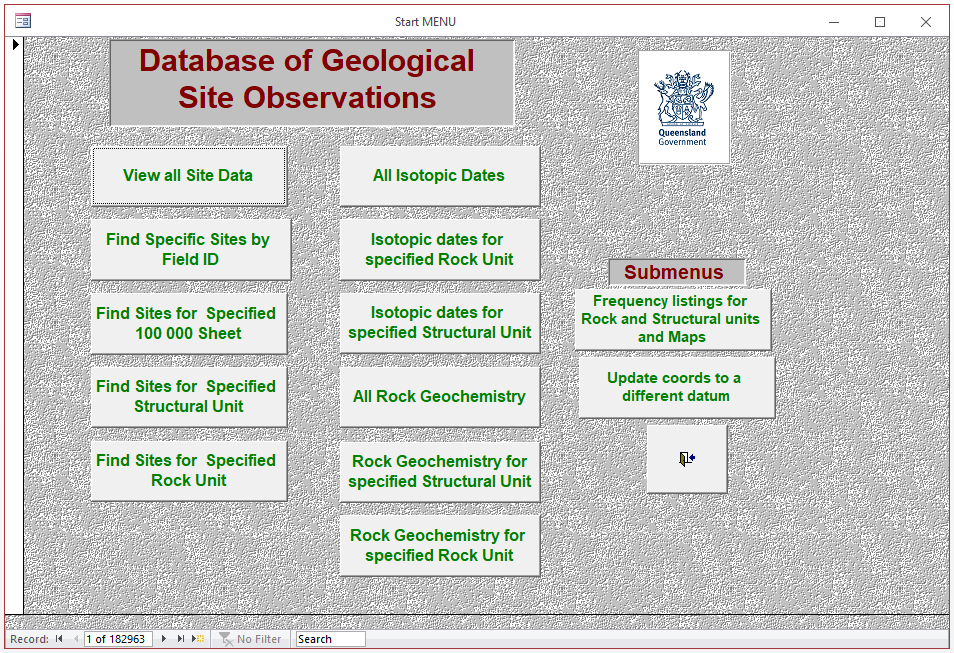 Start MENU
Database of Geological
Site Observations
Queensland
Government
View all Site Data
Find Specific Sites by
Field ID
Find Sites for  Specified
100 000 Sheet
Find Sites for  Specified
Structural Unit
Find Sites for  Specified
Rock Unit
All Isotopic Dates
Isotopic dates for
specified Rock Unit
Isotopic dates for
specified Structural Unit
All Rock Geochemistry
Rock Geochemistry for
specified Structural Unit
Rock Geochemistry for
specified Rock Unit
Submenus
Frequency listings for
Rock and Structural units
and Maps
Update coords to a
different datum
Record: 1 of 182963 No Filter Search